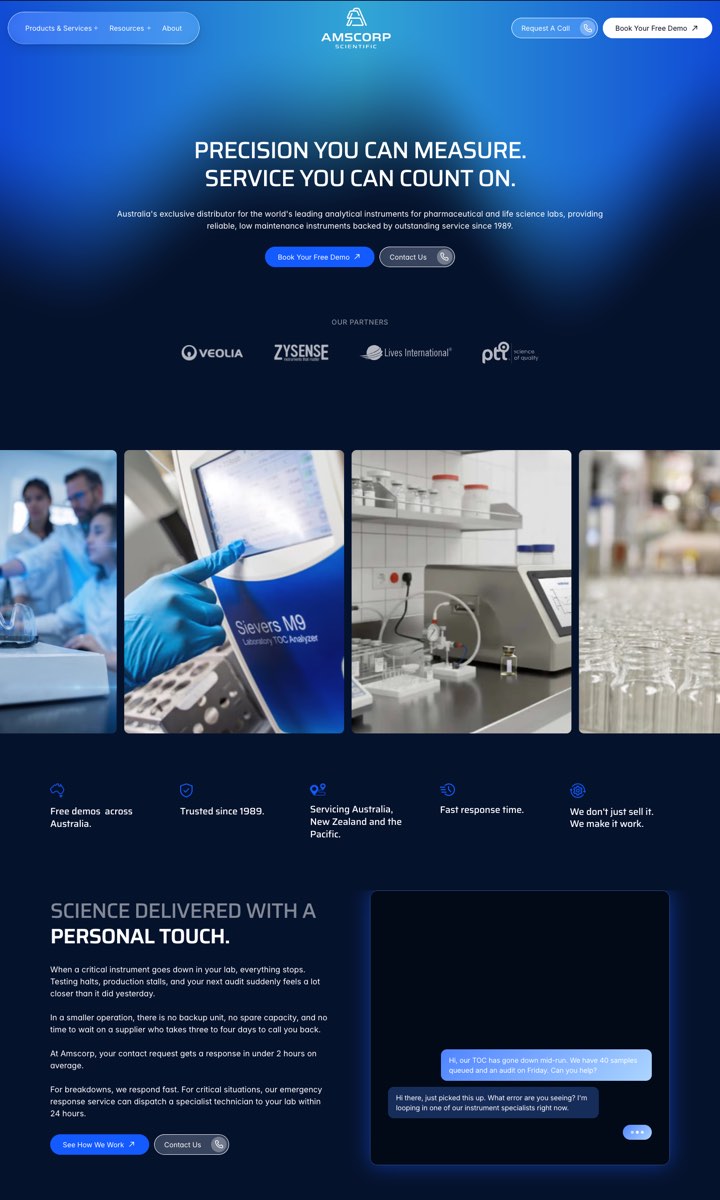 Products & Services +
Resources +
About
AMSCORP
SCIENTIFIC
Request A Call
Book Your Free Demo
PRECISION YOU CAN MEASURE.
SERVICE YOU CAN COUNT ON.
Australia's exclusive distributor for the world's leading analytical instruments for pharmaceutical and life science labs, providing
reliable, low maintenance instruments backed by outstanding service since 1989.
Book Your Free Demo
Contact Us
OUR PARTNERS
VEOLIA
ZYSENSE
instruments that matter
Lives International®
ptt
science
of quality
Sievers M9
Laboratory TOC Analyzer
Free demos across
Australia.
Trusted since 1989.
Servicing Australia,
New Zealand and the
Pacific.
Fast response time.
We don't just sell it.
We make it work.
SCIENCE DELIVERED WITH A
PERSONAL TOUCH.
When a critical instrument goes down in your lab, everything stops.
Testing halts, production stalls, and your next audit suddenly feels a lot
closer than it did yesterday.
In a smaller operation, there is no backup unit, no spare capacity, and no
time to wait on a supplier who takes three to four days to call you back.
At Amscorp, your contact request gets a response in under 2 hours on
average.
For breakdowns, we respond fast. For critical situations, our emergency
response service can dispatch a specialist technician to your lab within
24 hours.
See How We Work
Contact Us
Hi, our TOC has gone down mid-run. We have 40 samples
queued and an audit on Friday. Can you help?
Hi there, just picked this up. What error are you seeing? I'm
looping in one of our instrument specialists right now.